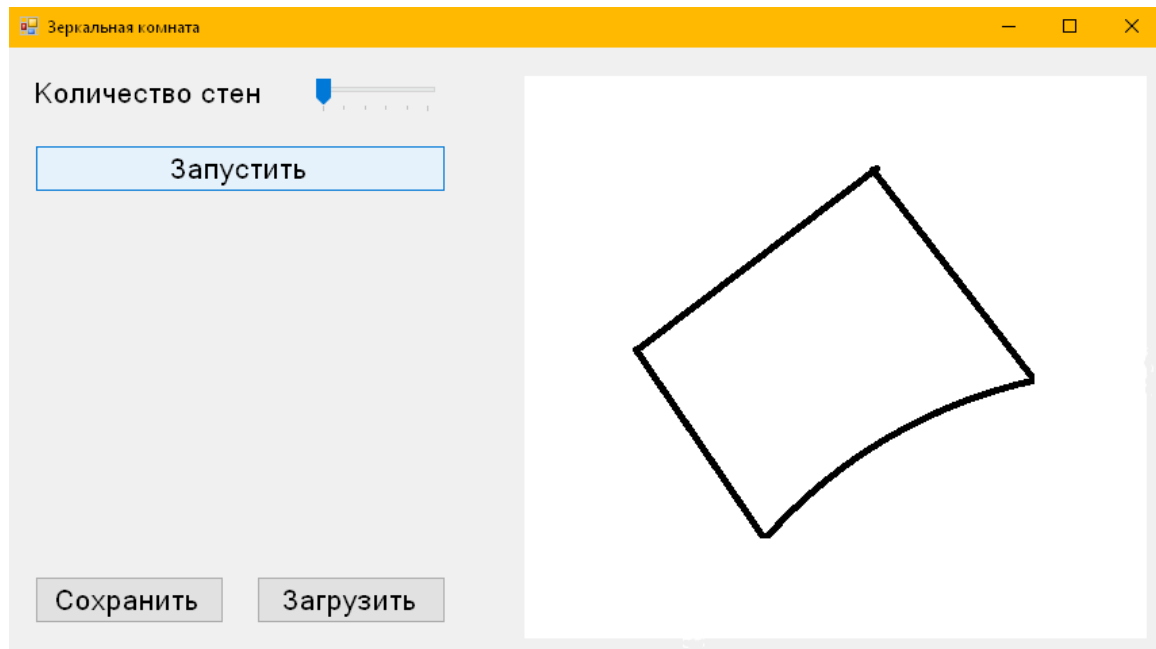 Зеркальная комната
Количество стен
Запустить
Сохранить
Загрузить